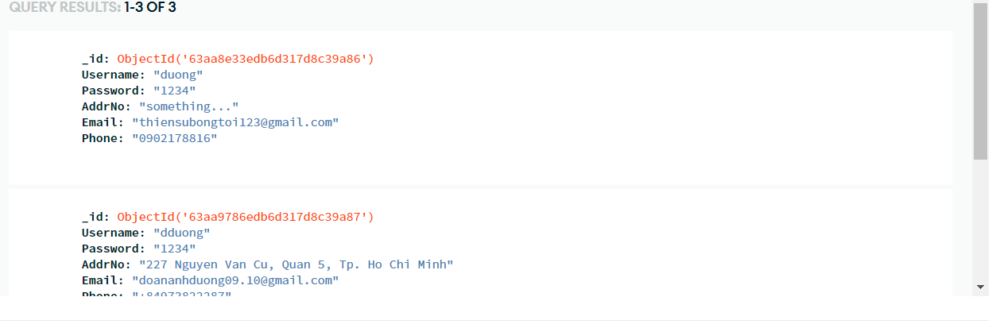 QUERY RESULTS: 1-3 OF 3
_id: ObjectId('63aa8e33edb6d317d8c39a86')
Username: "duong"
Password: "1234"
AddrNo: "something..."
Email: "thiensubongtoi123@gmail.com"
Phone: "0902178816"
_id: ObjectId('63aa9786edb6d317d8c39a87')
Username: "dduong"
Password: "1234"
AddrNo: "227 Nguyen Van Cu, Quan 5, Tp. Ho Chi Minh"
Email: "doananhduong09.10@gmail.com"
Phone: